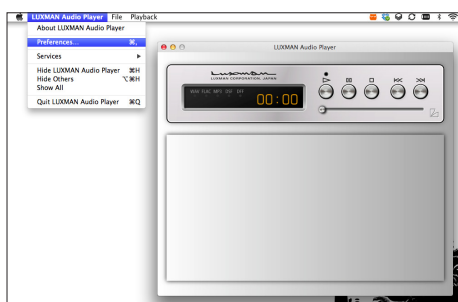 LUXMAN Audio Player File Playback
About LUXMAN Audio Player
Preferences... ⌘,
Services ▶
Hide LUXMAN Audio Player ⌘H
Hide Others ⌥⌘H
Show All
Quit LUXMAN Audio Player ⌘Q
LUXMAN Audio Player
Luxman
LUXMAN CORPORATION, JAPAN
WAV FLAC MP3 DSF DFF
00:00